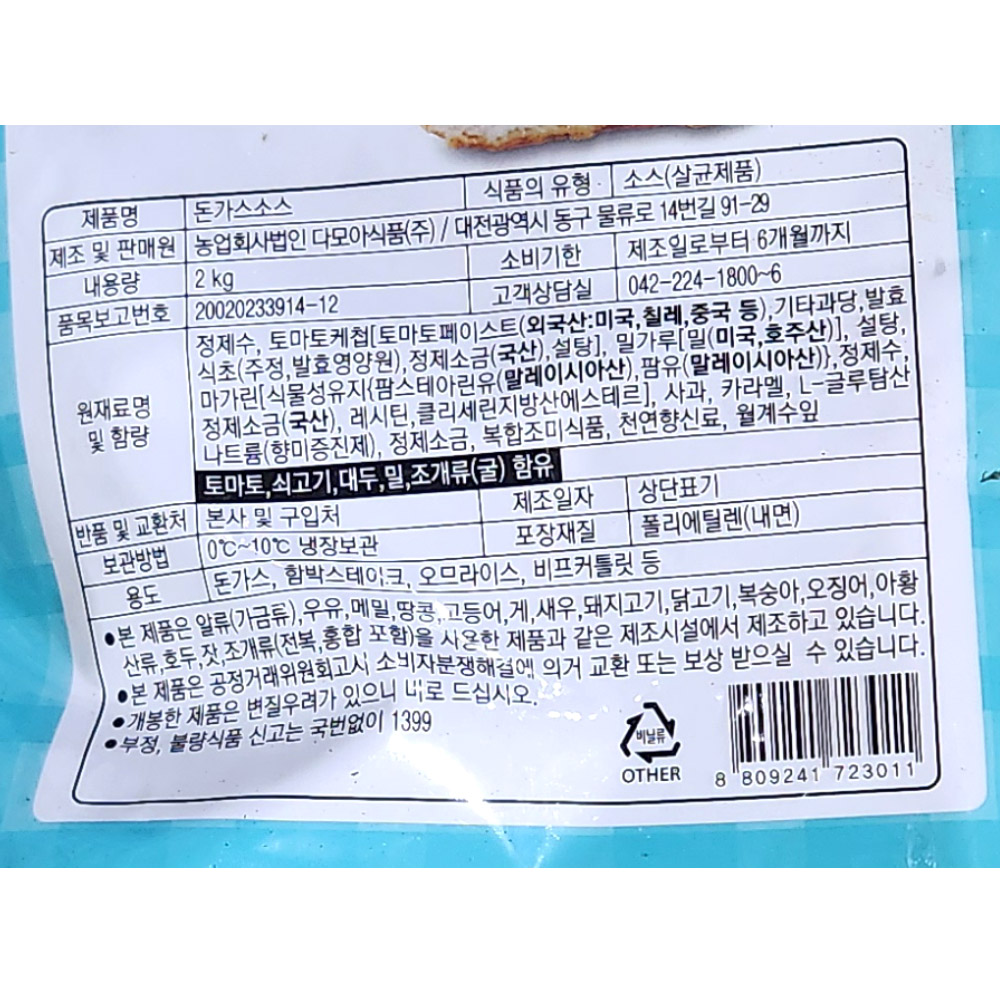 제품명 돈가스소스 식품의 유형 소스(살균제품)
제조 및 판매원 농업회사법인 다모아식품(주) / 대전광역시 동구 물류로 14번길 91-29
내용량 2 kg 소비기한 제조일로부터 6개월까지
품목보고번호 20020233914-12 고객상담실 042-224-1800~6
원재료명 및 함량
정제수, 토마토케첩[토마토페이스트(외국산:미국,칠레,중국 등),기타과당,발효
식초(주정,발효영양원),정제소금(국산),설탕], 밀가루[밀(미국,호주산)], 설탕,
마가린[식물성유지{팜스테아린유(말레이시아산),팜유(말레이시아산)},정제수,
정제소금(국산), 레시틴,글리세린지방산에스테르], 사과, 카라멜, L-글루탐산
나트륨(향미증진제), 정제소금, 복합조미식품, 천연향신료, 월계수잎
토마토,쇠고기,대두,밀,조개류(굴) 함유
반품 및 교환처 본사 및 구입처 제조일자 상단표기
보관방법 0℃~10℃ 냉장보관 포장재질 폴리에틸렌(내면)
용도 돈가스, 함박스테이크, 오므라이스, 비프커틀릿 등
●본 제품은 알류(가금류),우유,메밀,땅콩,고등어,게,새우,돼지고기,닭고기,복숭아,오징어,아황
산류,호두,잣,조개류(전복,홍합 포함)을 사용한 제품과 같은 제조시설에서 제조하고 있습니다.
●본 제품은 공정거래위원회고시 소비자분쟁해결에 의거 교환 또는 보상 받으실 수 있습니다.
●개봉한 제품은 변질우려가 있으니 바로 드십시오.
●부정, 불량식품 신고는 국번없이 1399
비닐류
OTHER
8 809241 723011